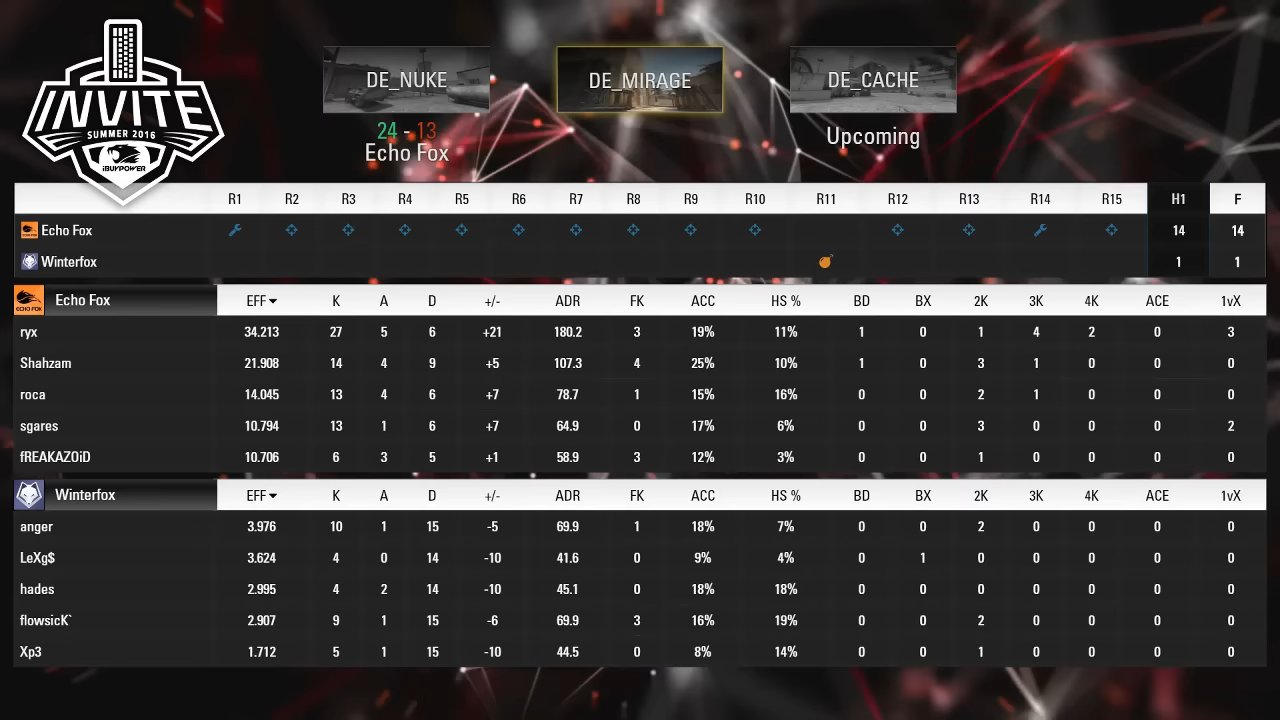 INVITE
SUMMER 2016
iBUYPOWER
DE_NUKE DE_MIRAGE DE_CACHE
24 - 13 Upcoming
Echo Fox
R1 R2 R3 R4 R5 R6 R7 R8 R9 R10 R11 R12 R13 R14 R15 H1 F
Echo Fox 14 14
Winterfox 1 1
ECHO FOX Echo Fox EFF K A D +/- ADR FK ACC HS % BD BX 2K 3K 4K ACE 1vX
ryx 34.213 27 5 6 +21 180.2 3 19% 11% 1 0 1 4 2 0 3
Shahzam 21.908 14 4 9 +5 107.3 4 25% 10% 1 0 3 1 0 0 0
roca 14.045 13 4 6 +7 78.7 1 15% 16% 0 0 2 1 0 0 0
sgares 10.794 13 1 6 +7 64.9 0 17% 6% 0 0 3 0 0 0 2
fREAKAZOiD 10.706 6 3 5 +1 58.9 3 12% 3% 0 0 1 0 0 0 0
Winterfox EFF K A D +/- ADR FK ACC HS % BD BX 2K 3K 4K ACE 1vX
anger 3.976 10 1 15 -5 69.9 1 18% 7% 0 0 2 0 0 0 0
LeXg$ 3.624 4 0 14 -10 41.6 0 9% 4% 0 1 0 0 0 0 0
hades 2.995 4 2 14 -10 45.1 0 18% 18% 0 0 0 0 0 0 0
flowsicK` 2.907 9 1 15 -6 69.9 3 16% 19% 0 0 2 0 0 0 0
Xp3 1.712 5 1 15 -10 44.5 0 8% 14% 0 0 1 0 0 0 0